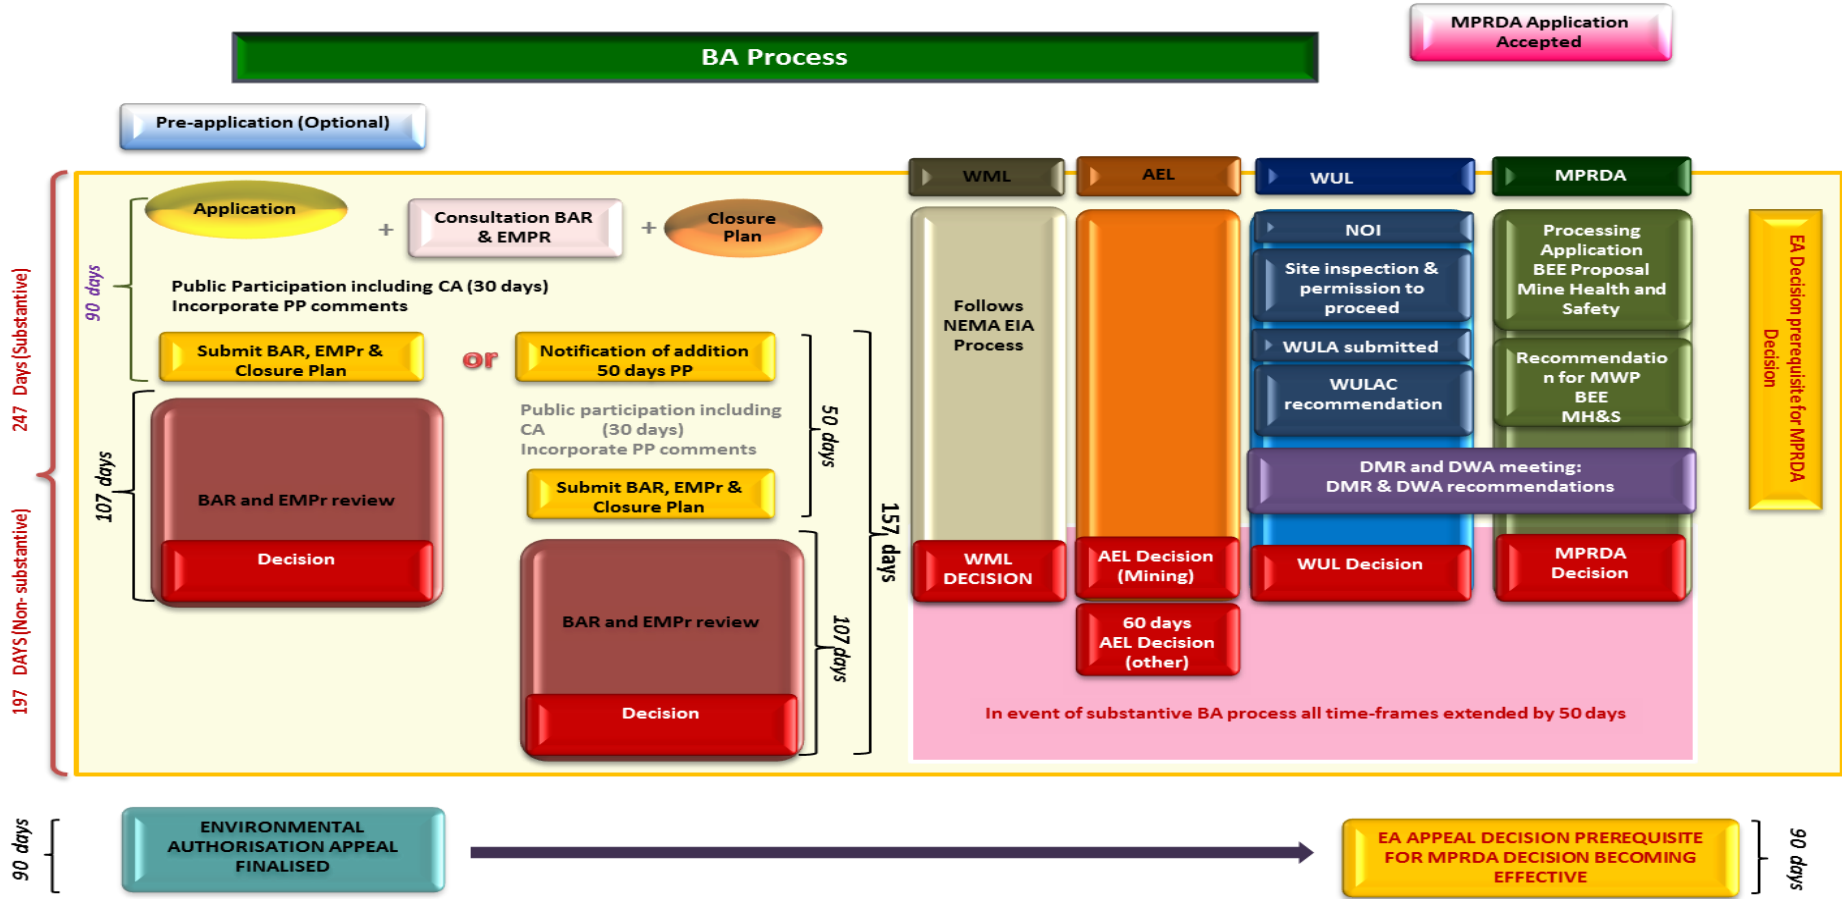 MPRDA Application
Accepted
BA Process
Pre-application (Optional)
247 Days (Substantive)
197 DAYS (Non- substantive)
90 days
Application
+
Consultation BAR
& EMPR
+
Closure
Plan
Public Participation including CA (30 days)
Incorporate PP comments
Submit BAR, EMPr &
Closure Plan
or
Notification of addition
50 days PP
Public participation including
CA (30 days)
Incorporate PP comments
Submit BAR, EMPr &
Closure Plan
50 days
107 days
BAR and EMPr review
Decision
BAR and EMPr review
Decision
107 days
157 days
WML
Follows
NEMA EIA
Process
WML
DECISION
AEL
AEL Decision
(Mining)
60 days
AEL Decision
(other)
WUL
NOI
Site inspection &
permission to
proceed
WULA submitted
WULAC
recommendation
MPRDA
Processing
Application
BEE Proposal
Mine Health and
Safety
Recommendatio
n for MWP
BEE
MH&S
DMR and DWA meeting:
DMR & DWA recommendations
WUL Decision
MPRDA
Decision
EA Decision prerequisite for MPRDA
Decision
In event of substantive BA process all time-frames extended by 50 days
90 days
ENVIRONMENTAL
AUTHORISATION APPEAL
FINALISED
EA APPEAL DECISION PREREQUISITE
FOR MPRDA DECISION BECOMING
EFFECTIVE
90 days